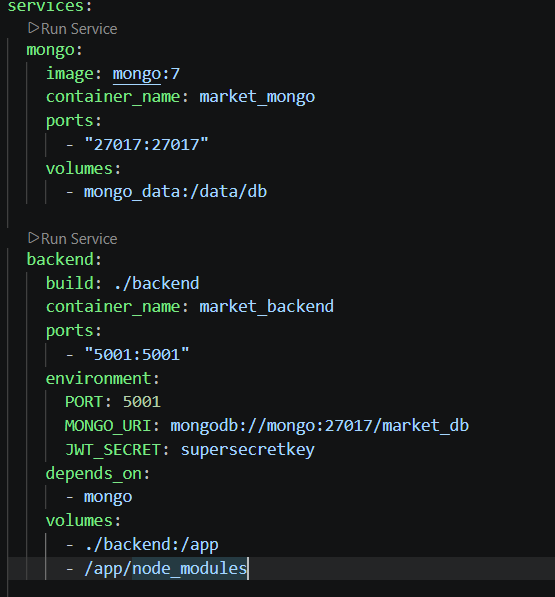 services:
Run Service
mongo:
image: mongo:7
container_name: market_mongo
ports:
- "27017:27017"
volumes:
- mongo_data:/data/db
Run Service
backend:
build: ./backend
container_name: market_backend
ports:
- "5001:5001"
environment:
PORT: 5001
MONGO_URI: mongodb://mongo:27017/market_db
JWT_SECRET: supersecretkey
depends_on:
- mongo
volumes:
- ./backend:/app
- /app/node_modules